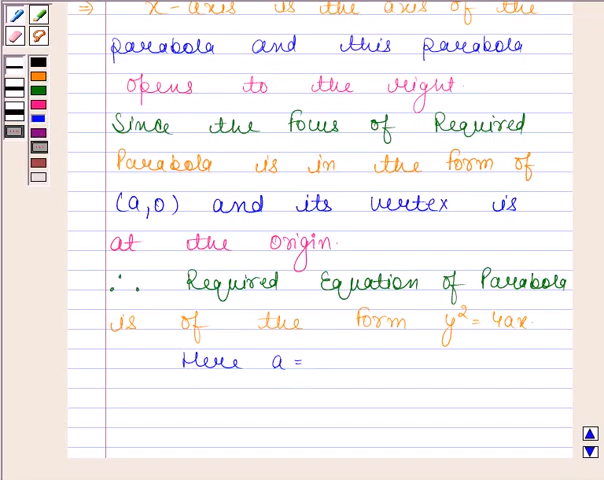 ⇒ x-axis is the axis of the
parabola and this parabola
opens to the right.
Since the focus of Required
Parabola is in the form of
(a,0) and its vertex is
at the origin.
∴ Required Equation of Parabola
is of the form y² = 4ax.
Here a =